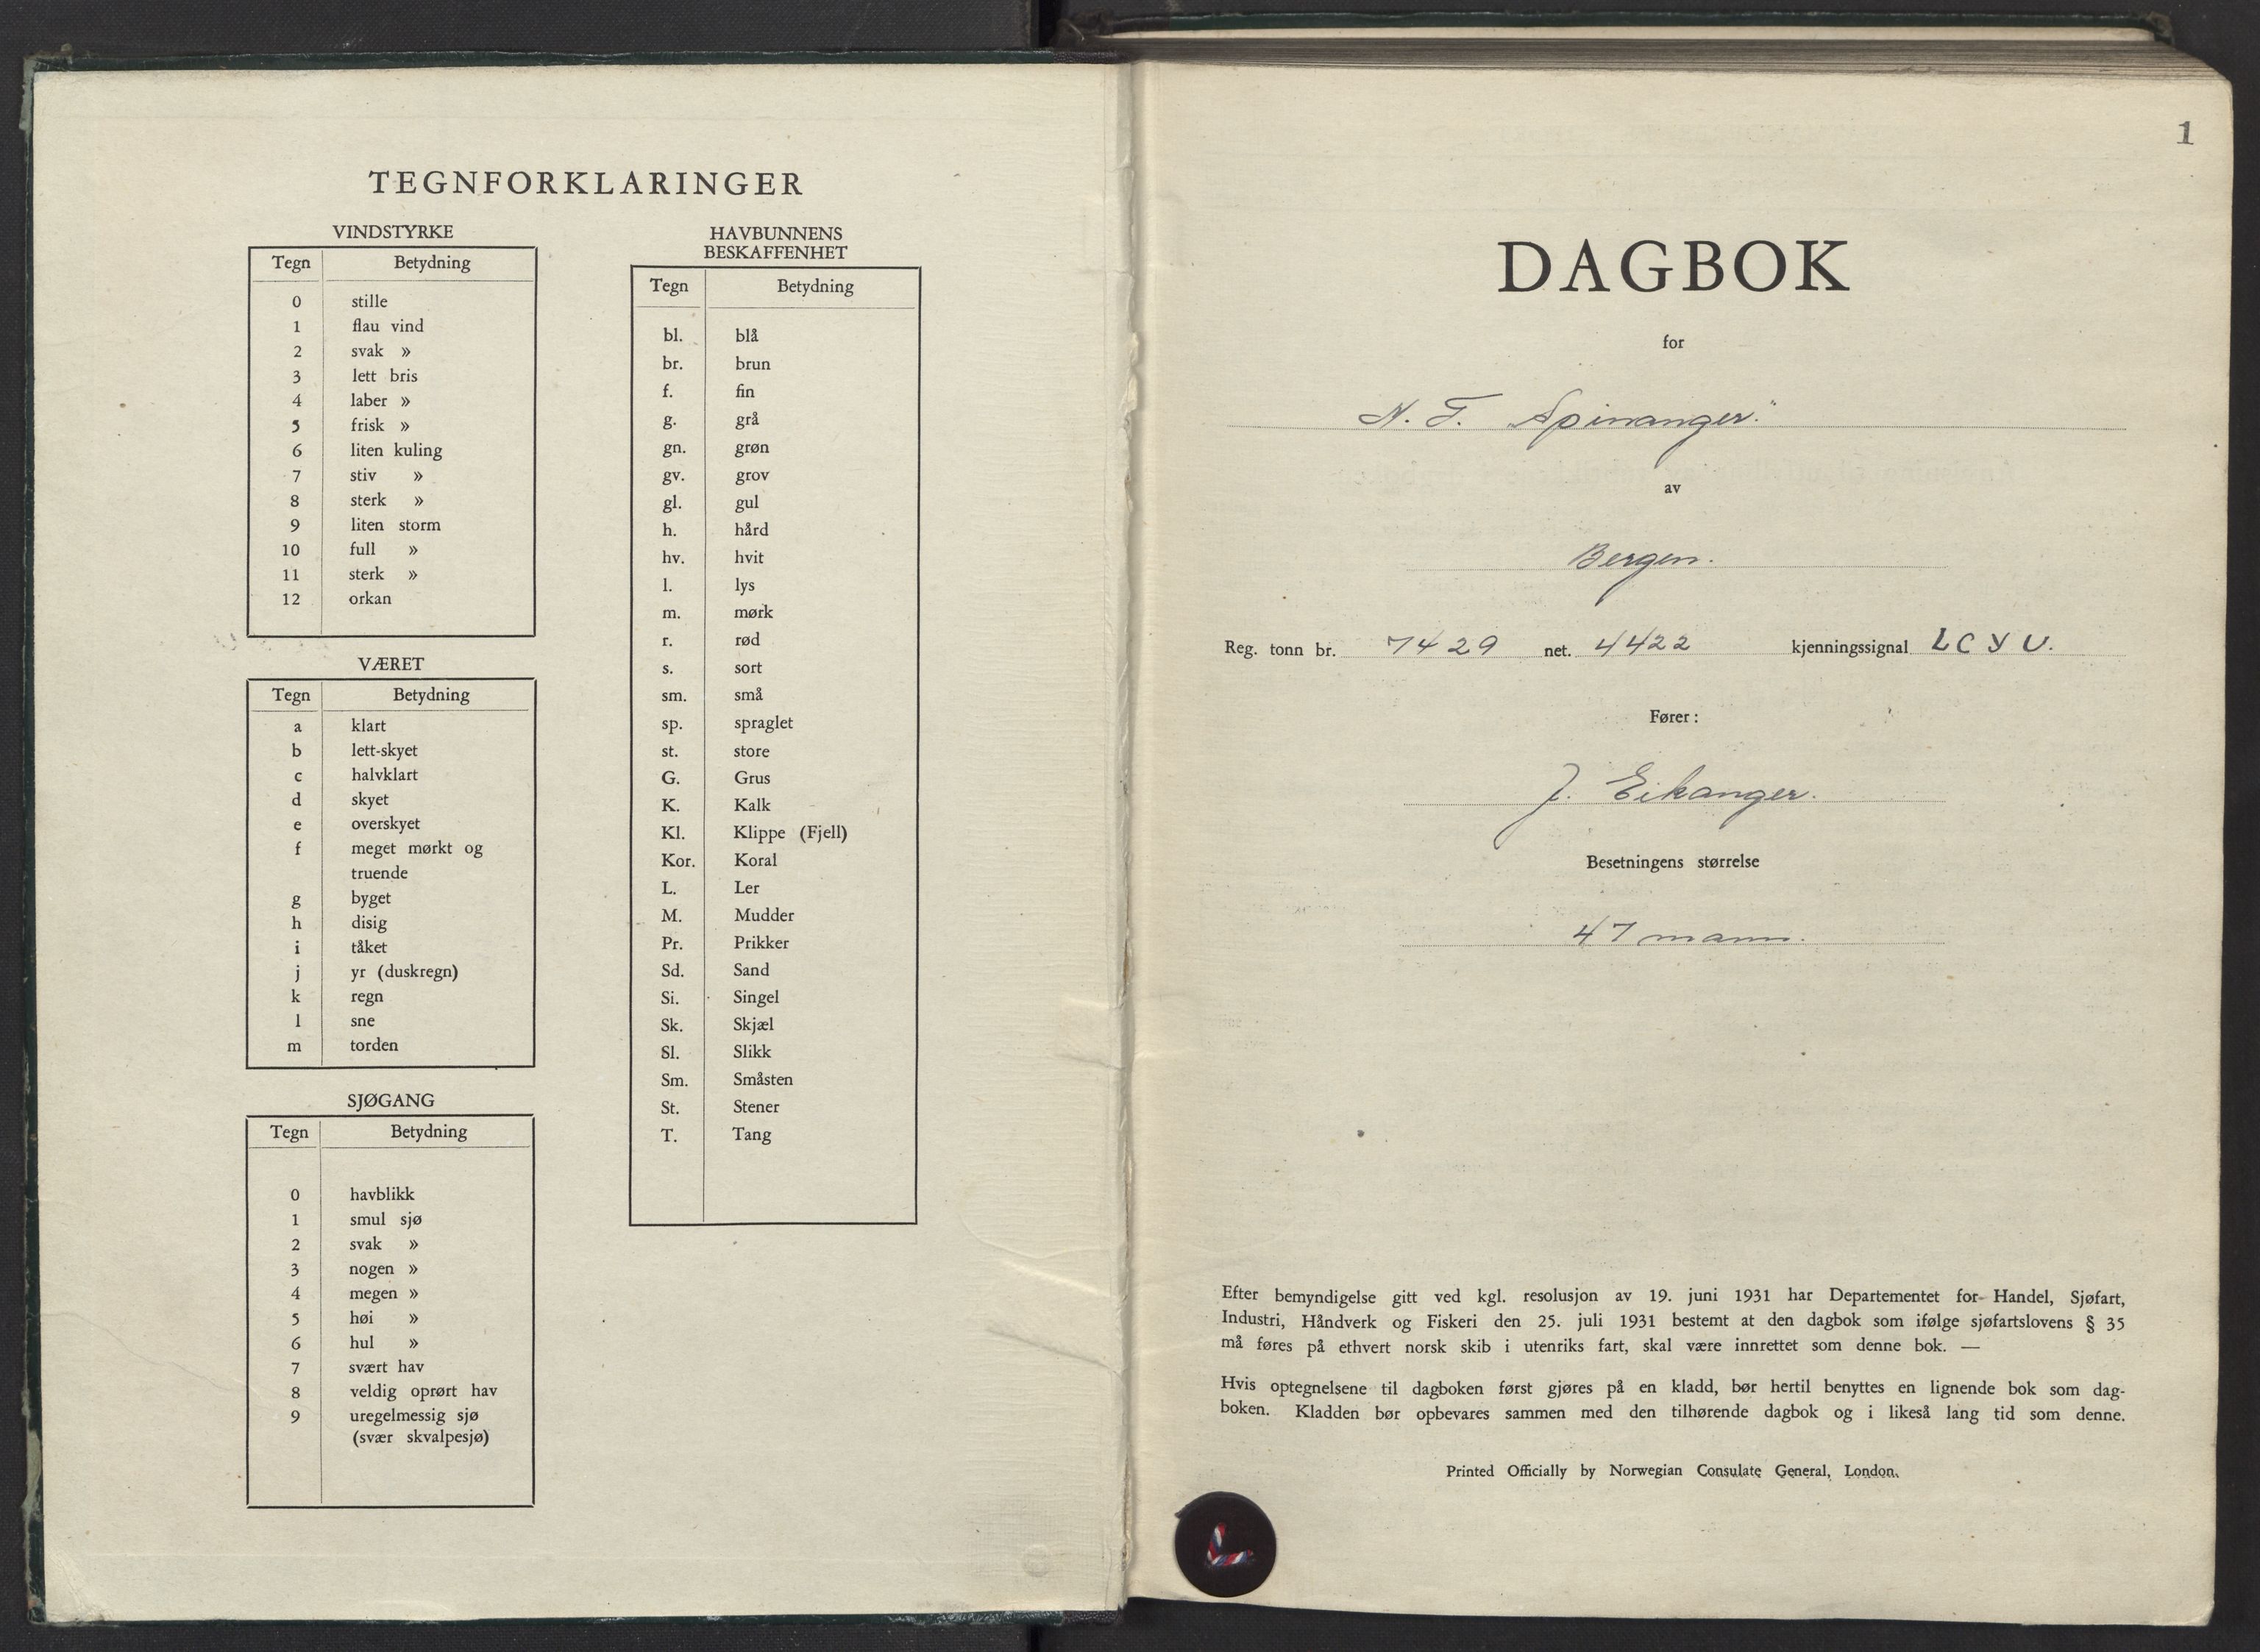 TEGNFORKLARINGER
VINDSTYRKE
Tegn Betydning
0 stille
1 flau vind
2 svak »
3 lett bris
4 laber »
5 frisk »
6 liten kuling
7 stiv »
8 sterk »
9 liten storm
10 full »
11 sterk »
12 orkan
VÆRET
Tegn Betydning
a klart
b lett-skyet
c halvklart
d skyet
e overskyet
f meget mørkt og
truende
g byget
h disig
i tåket
j yr (duskregn)
k regn
l sne
m torden
SJØGANG
Tegn Betydning
0 havblikk
1 smul sjø
2 svak »
3 nogen »
4 megen »
5 høi »
6 hul »
7 svært hav
8 veldig oprørt hav
9 uregelmessig sjø
(svær skvalpesjø)
HAVBUNNENS
BESKAFFENHET
Tegn Betydning
bl. blå
br. brun
f. fin
g. grå
gn. grøn
gv. grov
gl. gul
h. hård
hv. hvit
l. lys
m. mørk
r. rød
s. sort
sm. små
sp. spraglet
st. store
G. Grus
K. Kalk
Kl. Klippe (Fjell)
Kor. Koral
L. Ler
M. Mudder
Pr. Prikker
Sd. Sand
Si. Singel
Sk. Skjæl
Sl. Slikk
Sm. Småsten
St. Stener
T. Tang
1
DAGBOK
for
N. T. "Spinanger"
av
Bergen.
Reg. tonn br. 7429 net. 4422 kjenningssignal LCYU.
Fører:
J. Eikanger.
Besetningens størrelse
47 mann.
Efter bemyndigelse gitt ved kgl. resolusjon av 19. juni 1931 har Departementet for Handel, Sjøfart,
Industri, Håndverk og Fiskeri den 25. juli 1931 bestemt at den dagbok som ifølge sjøfartslovens § 35
må føres på ethvert norsk skib i utenriks fart, skal være innrettet som denne bok. —
Hvis optegnelsene til dagboken først gjøres på en kladd, bør hertil benyttes en lignende bok som dag-
boken. Kladden bør opbevares sammen med den tilhørende dagbok og i likeså lang tid som denne.
Printed Officially by Norwegian Consulate General, London.